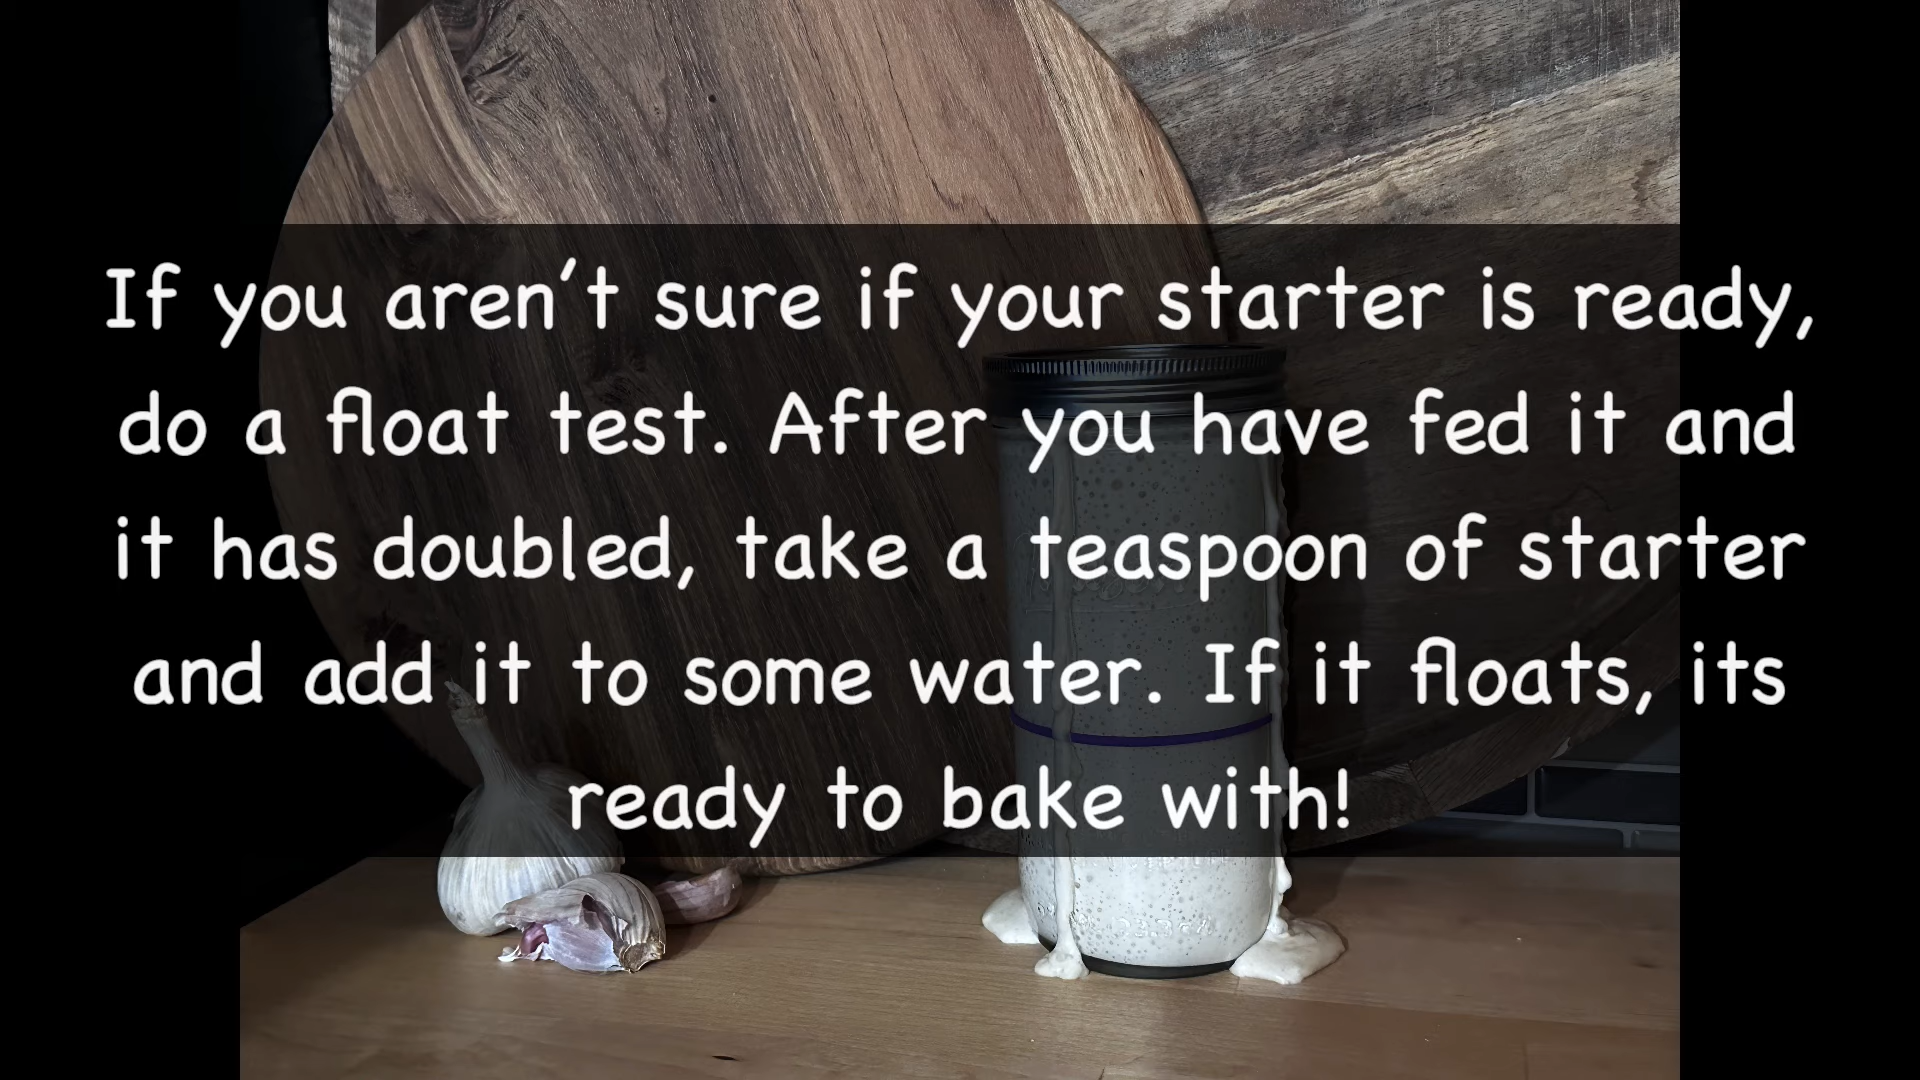 If you aren't sure if your starter is ready,
do a float test. After you have fed it and
it has doubled, take a teaspoon of starter
and add it to some water. If it floats, its
ready to bake with!